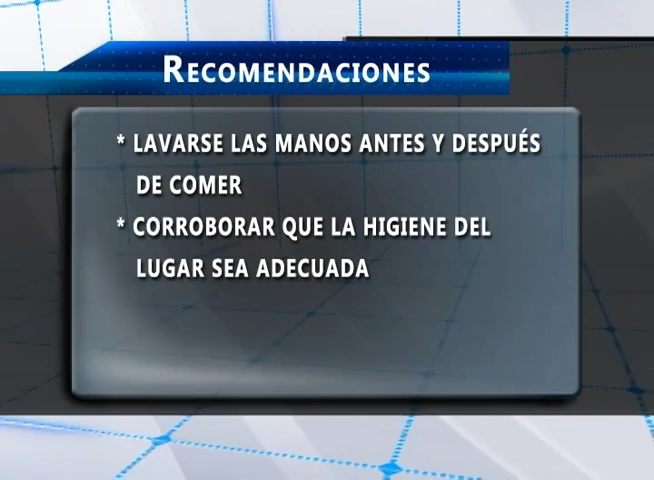 RECOMENDACIONES
* LAVARSE LAS MANOS ANTES Y DESPUÉS
DE COMER
* CORROBORAR QUE LA HIGIENE DEL
LUGAR SEA ADECUADA